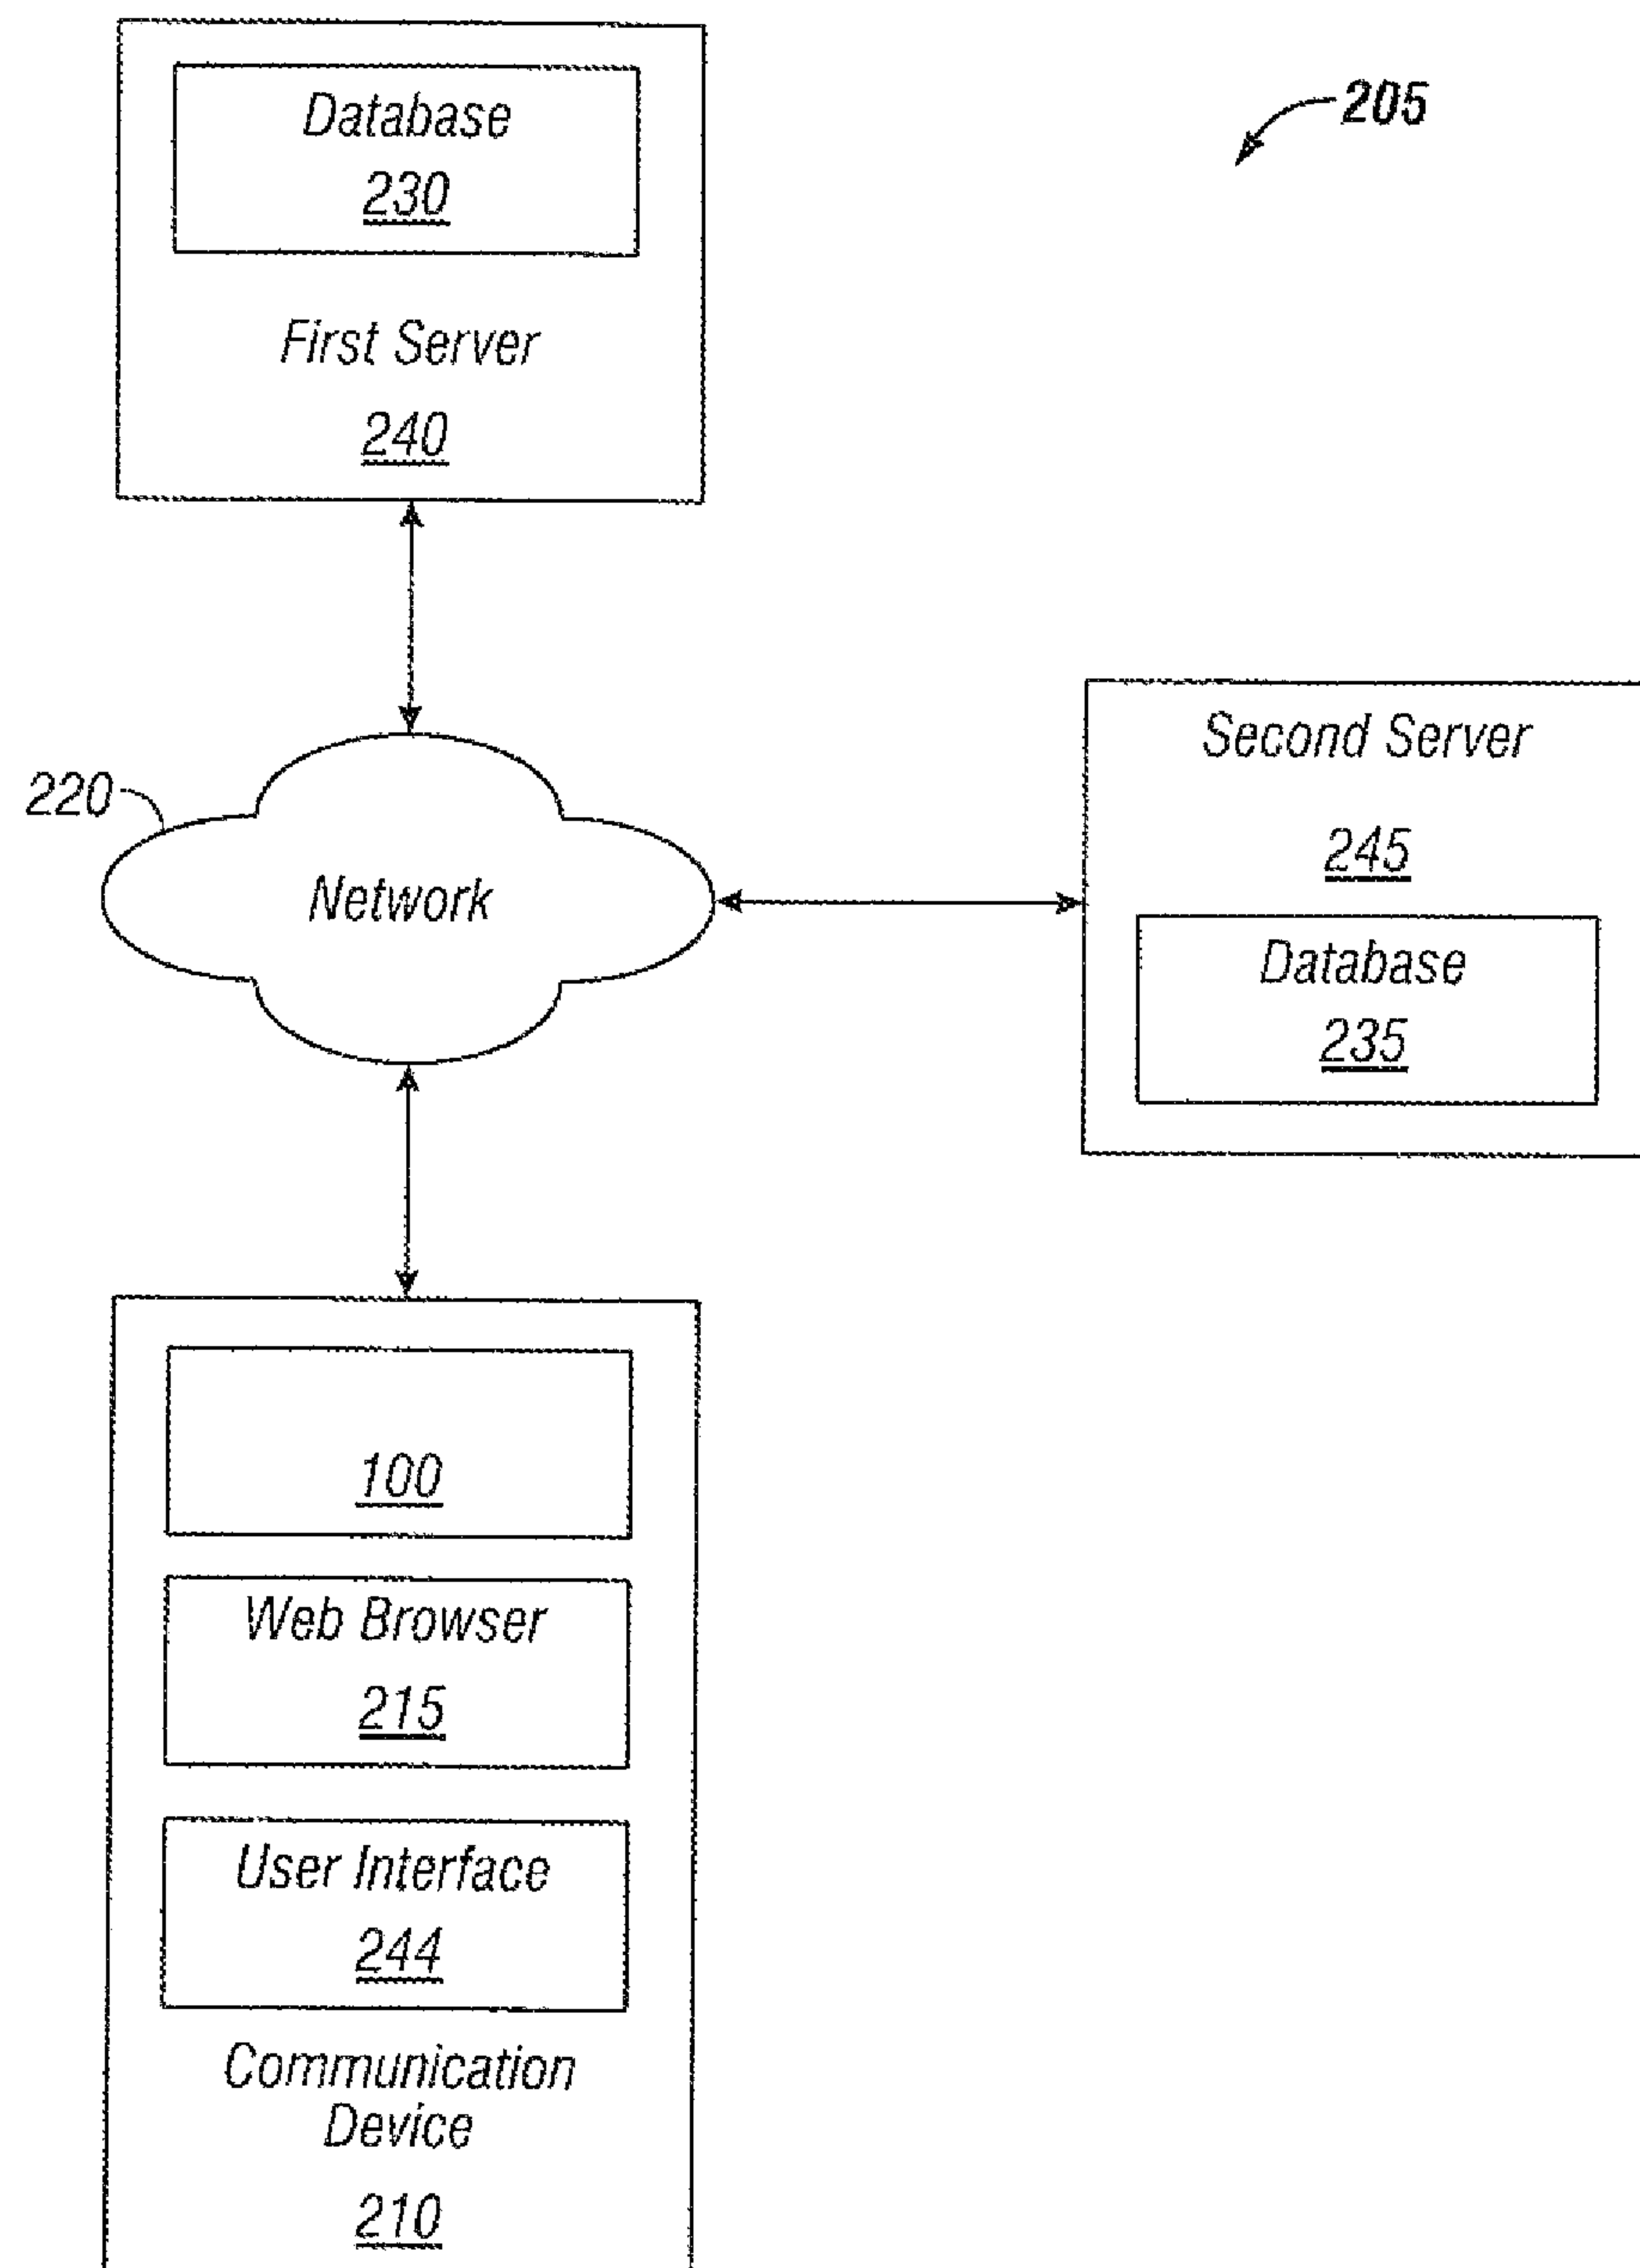 Database
230
First Server
240
205
220
Network
Second Server
245
Database
235
100
Web Browser
215
User Interface
244
Communication
Device
210